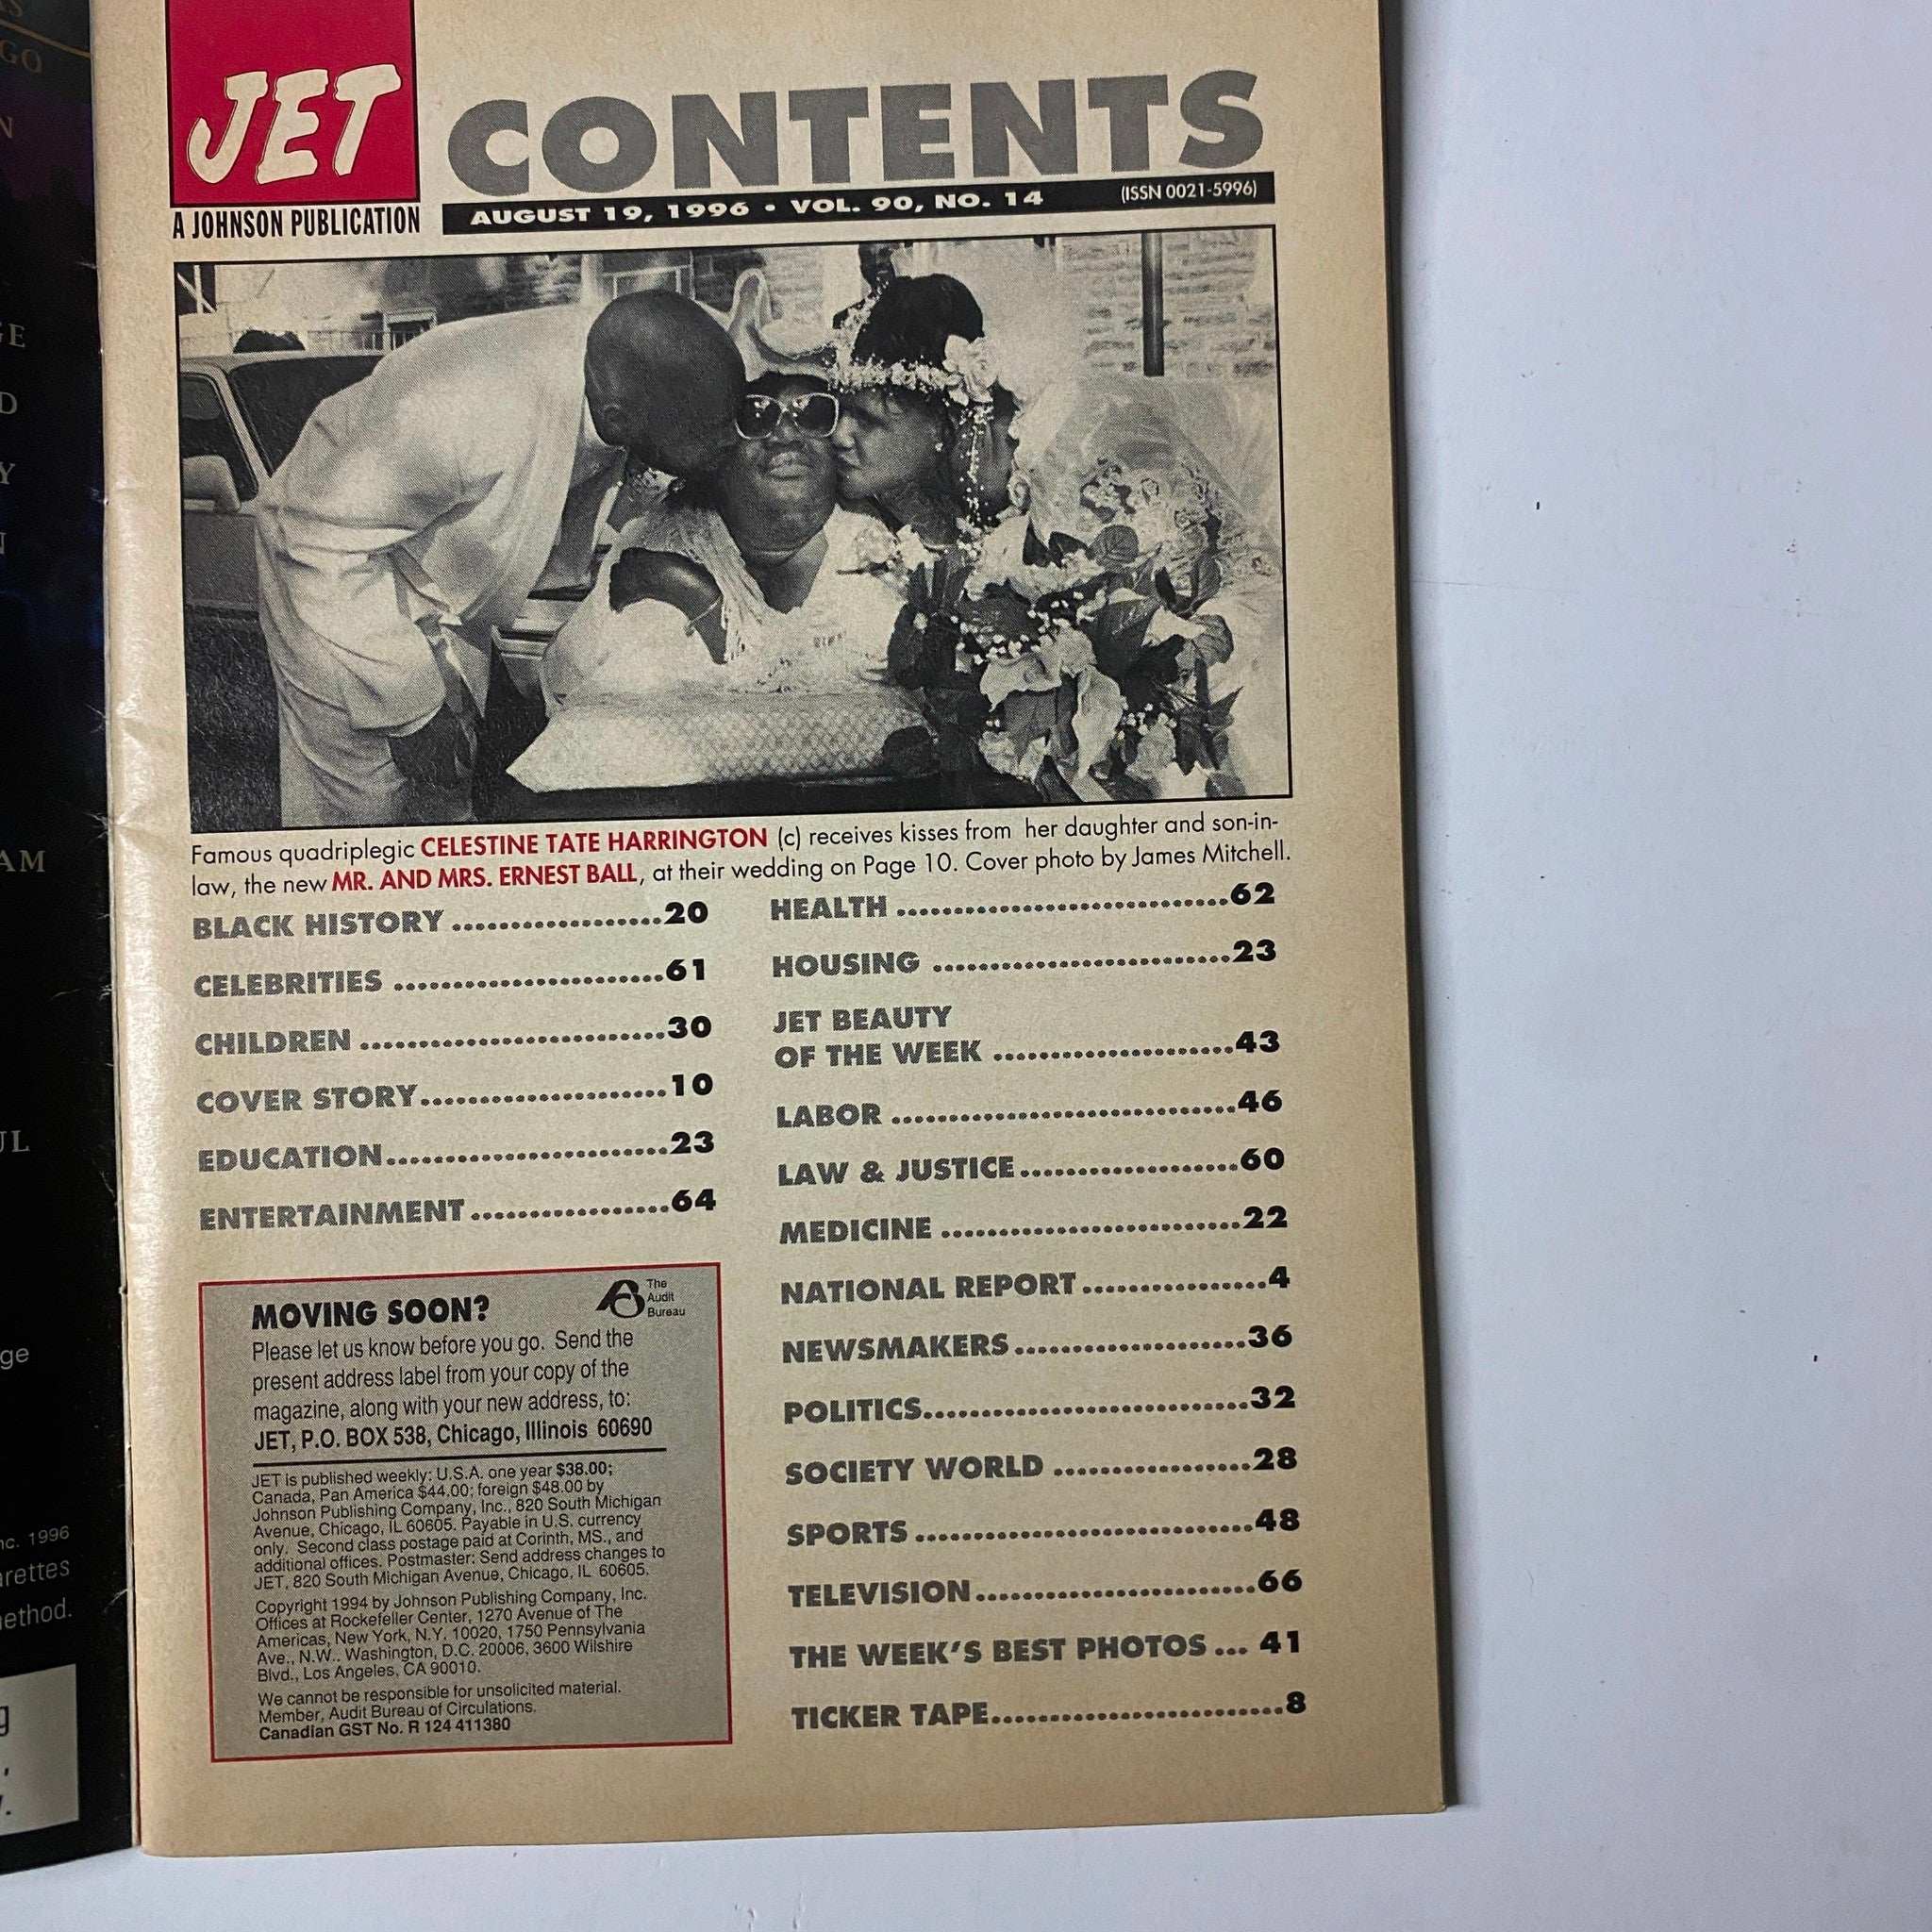 JET
A JOHNSON PUBLICATION
CONTENTS
AUGUST 19, 1996 • VOL. 90, NO. 14 (ISSN 0021-5996)
Famous quadriplegic CELESTINE TATE HARRINGTON (c) receives kisses from her daughter and son-in-
law, the new MR. AND MRS. ERNEST BALL, at their wedding on Page 10. Cover photo by James Mitchell.
BLACK HISTORY ..................20
CELEBRITIES .......................61
CHILDREN ..........................30
COVER STORY.....................10
EDUCATION........................23
ENTERTAINMENT.................64
HEALTH .............................62
HOUSING ..........................23
JET BEAUTY
OF THE WEEK .....................43
LABOR ..............................46
LAW & JUSTICE...................60
MEDICINE ..........................22
NATIONAL REPORT................4
NEWSMAKERS....................36
POLITICS............................32
SOCIETY WORLD .................28
SPORTS .............................48
TELEVISION........................66
THE WEEK'S BEST PHOTOS ... 41
TICKER TAPE.........................8
MOVING SOON?
The
Audit
Bureau
Please let us know before you go. Send the
present address label from your copy of the
magazine, along with your new address, to:
JET, P.O. BOX 538, Chicago, Illinois 60690
JET is published weekly; U.S.A. one year $38.00;
Canada, Pan America $44.00; foreign $48.00 by
Johnson Publishing Company, Inc., 820 South Michigan
Avenue, Chicago, IL 60605. Payable in U.S. currency
only. Second class postage paid at Corinth, MS., and
additional offices. Postmaster: Send address changes to
JET, 820 South Michigan Avenue, Chicago, IL 60605.
Copyright 1994 by Johnson Publishing Company, Inc.
Offices at Rockefeller Center, 1270 Avenue of The
Americas, New York, N.Y. 10020, 1750 Pennsylvania
Ave., N.W.. Washington, D.C. 20006, 3600 Wilshire
Blvd., Los Angeles, CA 90010.
We cannot be responsible for unsolicited material.
Member, Audit Bureau of Circulations.
Canadian GST No. R 124 411380
1996